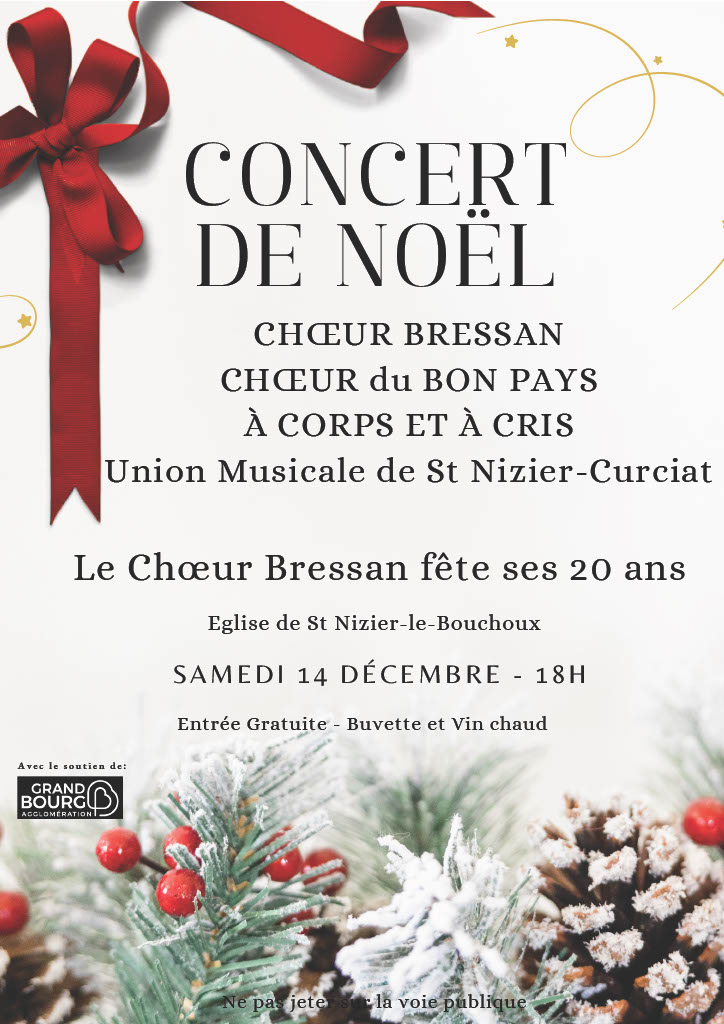 CONCERT
DE NOËL
CHŒUR BRESSAN
CHŒUR du BON PAYS
À CORPS ET À CRIS
Union Musicale de St Nizier-Curciat
Le Chœur Bressan fête ses 20 ans
Eglise de St Nizier-le-Bouchoux
SAMEDI 14 DÉCEMBRE - 18H
Entrée Gratuite - Buvette et Vin chaud
Avec le soutien de:
GRAND
BOURG
AGGLOMÉRATION
Ne pas jeter sur la voie publique